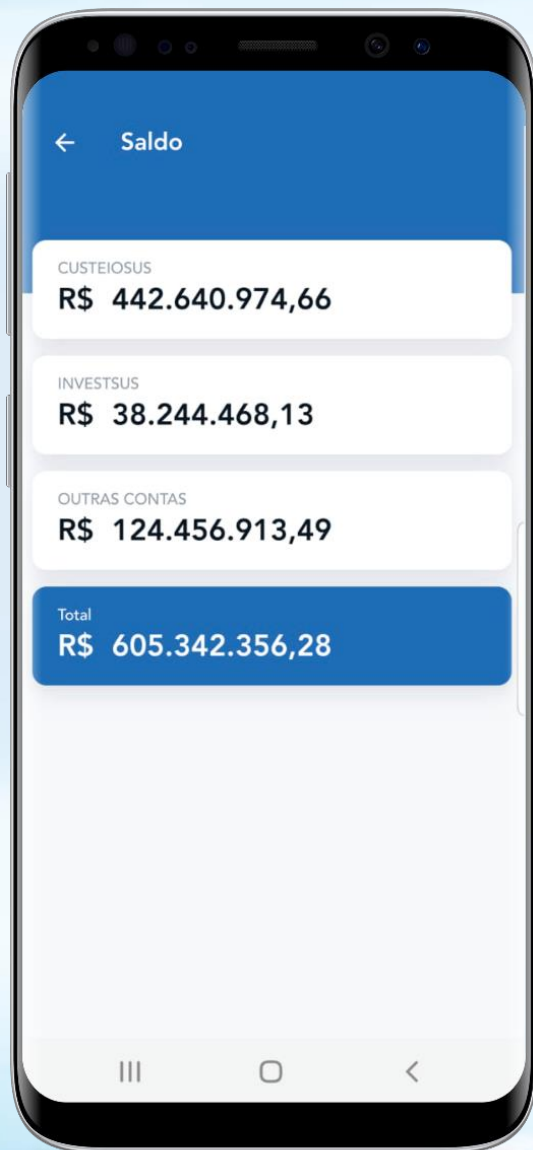 Saldo
CUSTEIOSUS
R$ 442.640.974,66
INVESTSUS
R$ 38.244.468,13
OUTRAS CONTAS
R$ 124.456.913,49
Total
R$ 605.342.356,28